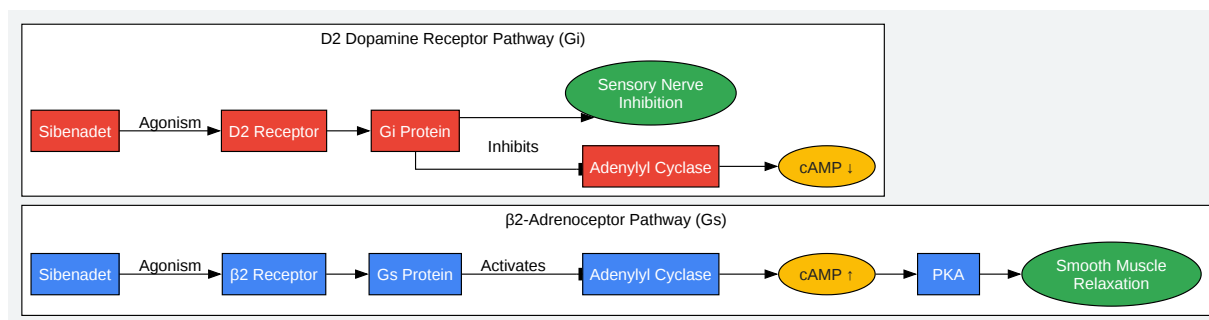 D2 Dopamine Receptor Pathway (Gi)
Sibenadet
Agonism
D2 Receptor
Gi Protein
Sensory Nerve
Inhibition
Inhibits
Adenylyl Cyclase
cAMP ↓
β2-Adrenoceptor Pathway (Gs)
Sibenadet
Agonism
β2 Receptor
Gs Protein
Activates
Adenylyl Cyclase
cAMP ↑
PKA
Smooth Muscle
Relaxation